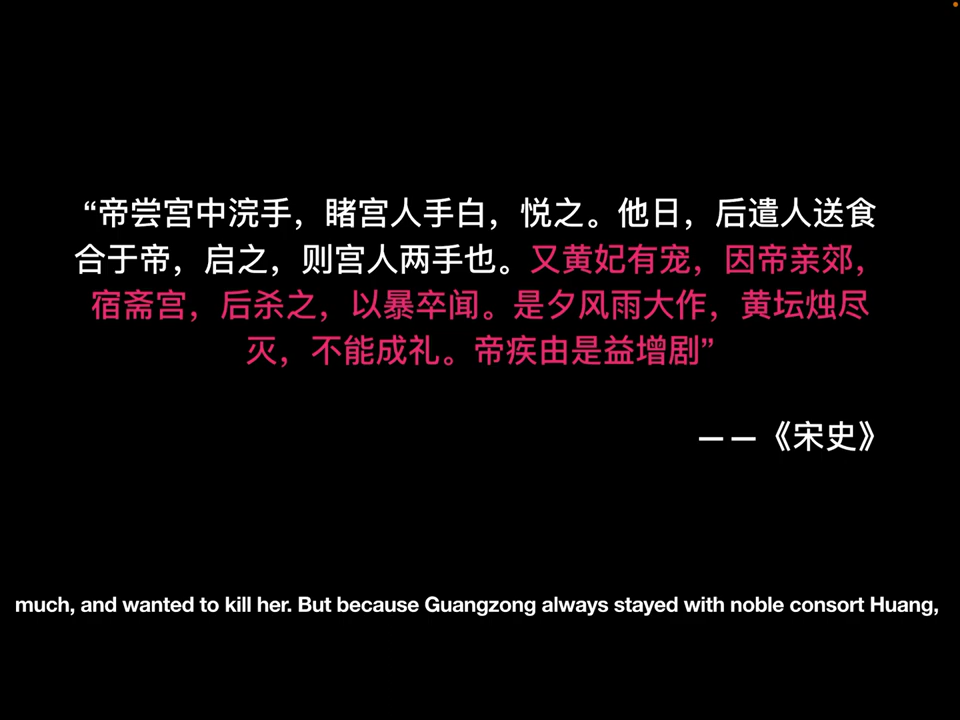 “帝尝宫中浣手，睹宫人手白，悦之。他日，后遣人送食
合于帝，启之，则宫人两手也。又黄妃有宠，因帝亲郊，
宿斋宫，后杀之，以暴卒闻。是夕风雨大作，黄坛烛尽
灭，不能成礼。帝疾由是益增剧”
——《宋史》
much, and wanted to kill her. But because Guangzong always stayed with noble consort Huang,